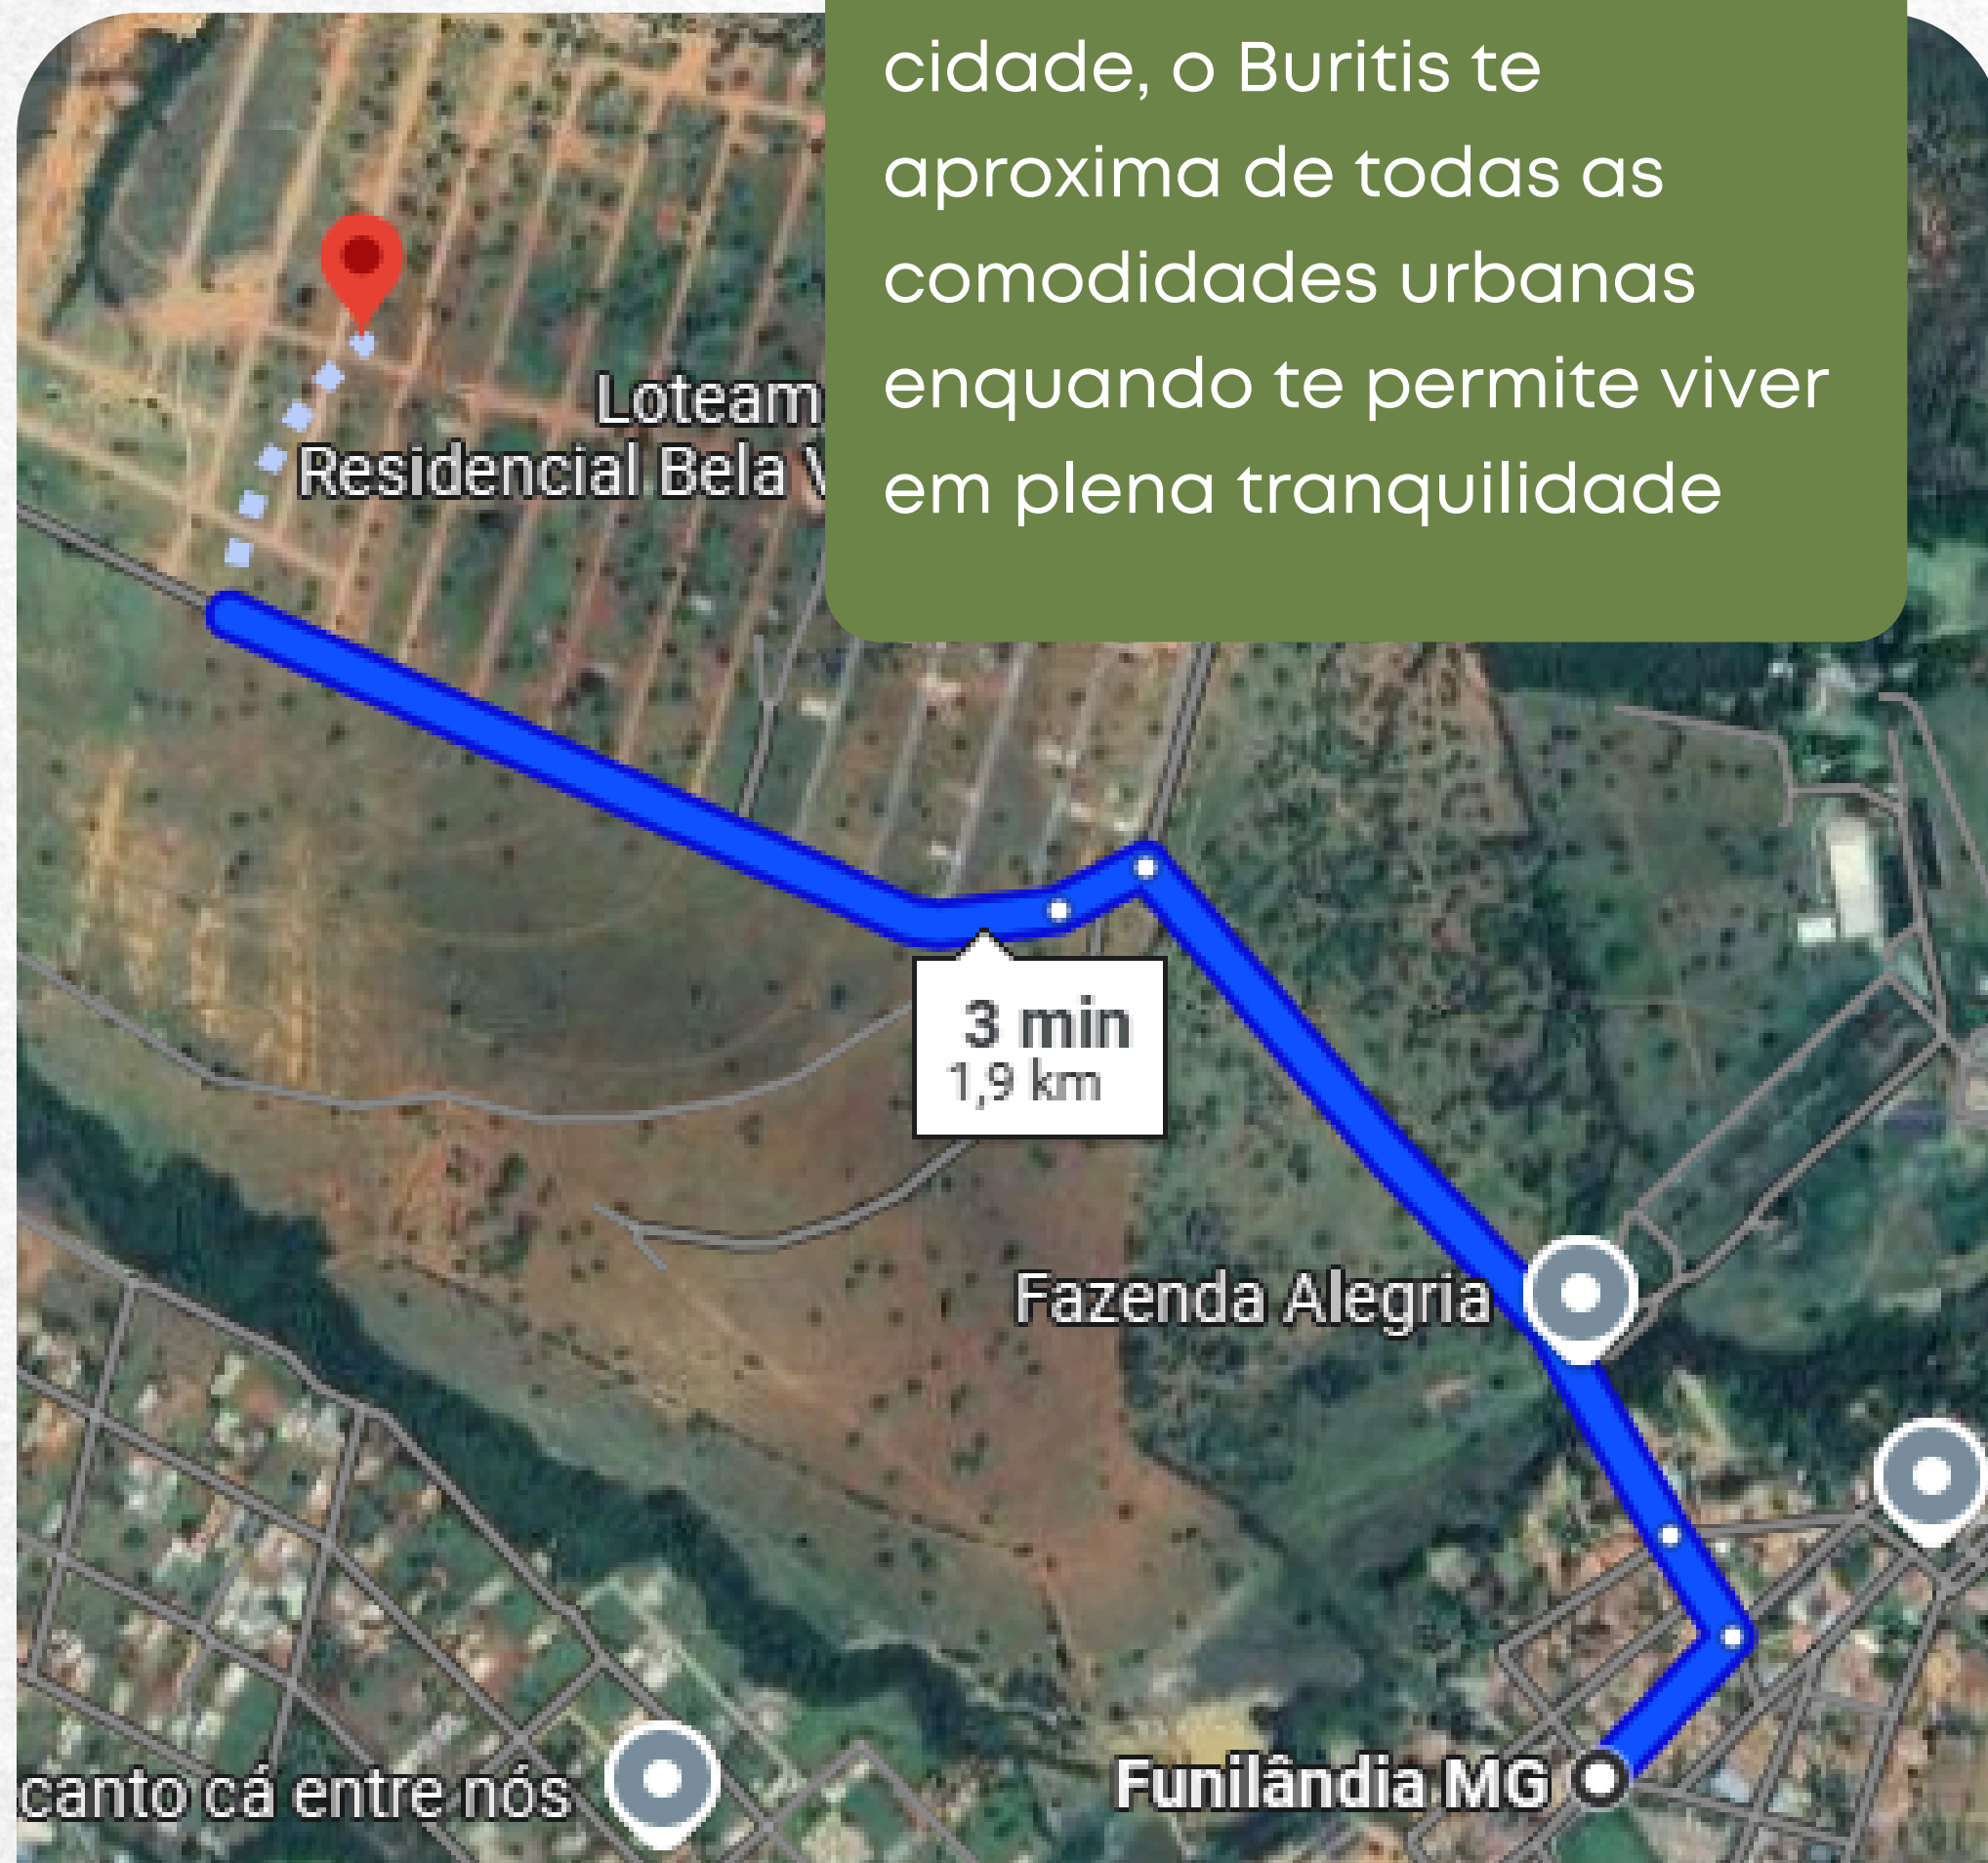 cidade, o Buritis te
aproxima de todas as
comodidades urbanas
enquando te permite viver
em plena tranquilidade
Loteam
Residencial Bela V
3 min
1,9 km
Fazenda Alegria
canto cá entre nós
Funilândia MG